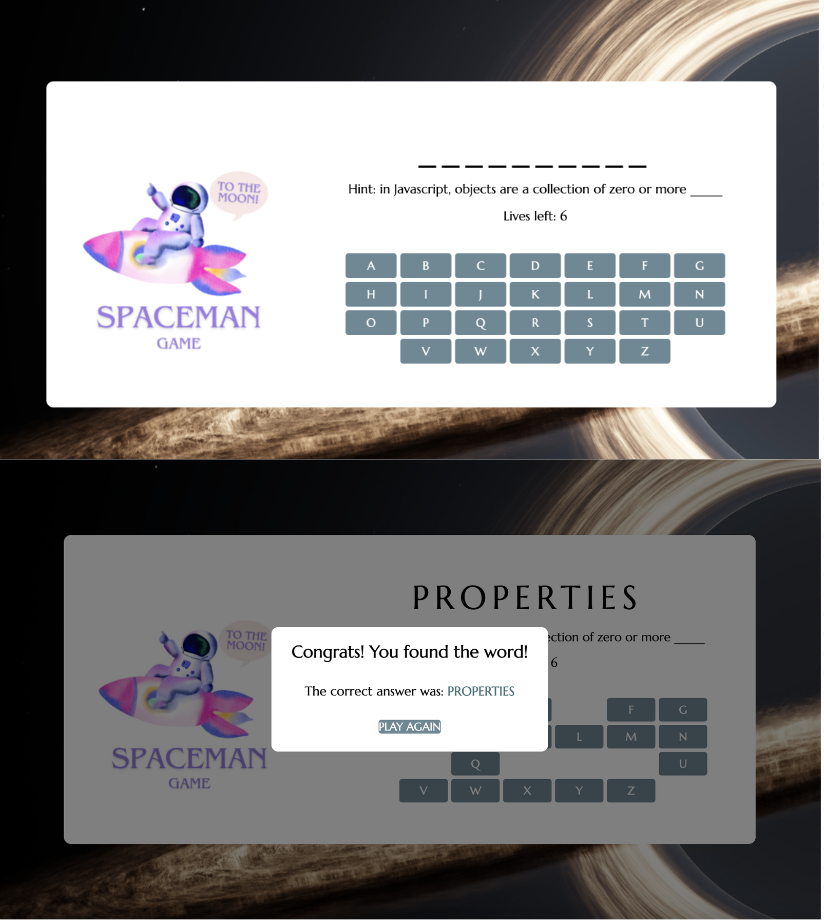 TO THE
MOON!
SPACEMAN
GAME
_ _ _ _ _ _ _ _ _ _
Hint: in Javascript, objects are a collection of zero or more _____
Lives left: 6
A B C D E F G
H I J K L M N
O P Q R S T U
V W X Y Z
TO THE
MOON!
SPACEMAN
GAME
PROPERTIES
ection of zero or more _____
6
Congrats! You found the word!
The correct answer was: PROPERTIES
PLAY AGAIN
F G
L M N
Q U
V W X Y Z